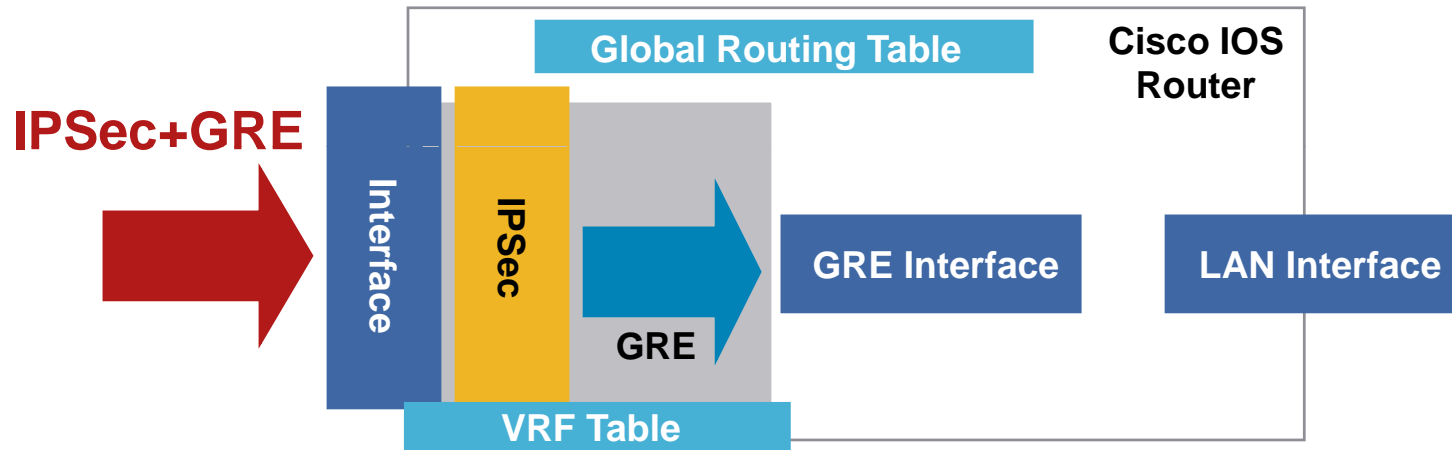 Global Routing Table
Cisco IOS
Router
IPSec+GRE
Interface
IPSec
GRE
GRE Interface
LAN Interface
VRF Table